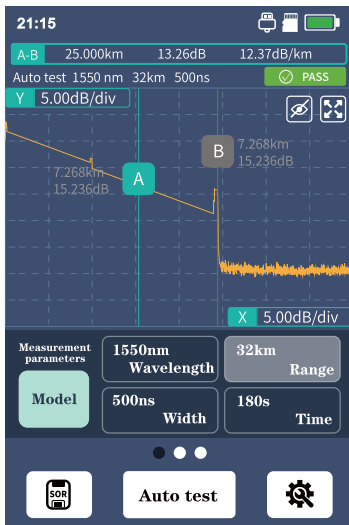 21:15
A-B 25.000km 13.26dB 12.37dB/km
Auto test 1550 nm 32km 500ns PASS
Y 5.00dB/div
B 7.268km
15.236dB
7.268km A
15.236dB
X 5.00dB/div
Measurement
parameters
Model
1550nm
Wavelength
32km
Range
500ns
Width
180s
Time
SOR
Auto test